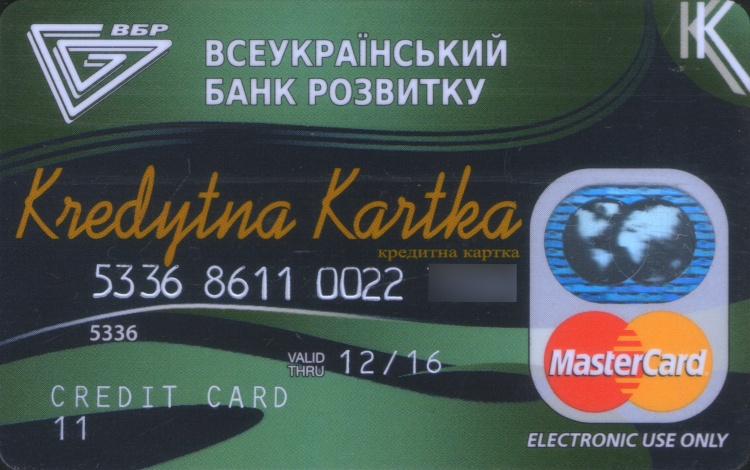 ВБР
ВСЕУКРАЇНСЬКИЙ
БАНК РОЗВИТКУ
K
Kredytna Kartka
кредитна картка
5336 8611 0022
5336
VALID THRU 12/16
CREDIT CARD
11
MasterCard
ELECTRONIC USE ONLY